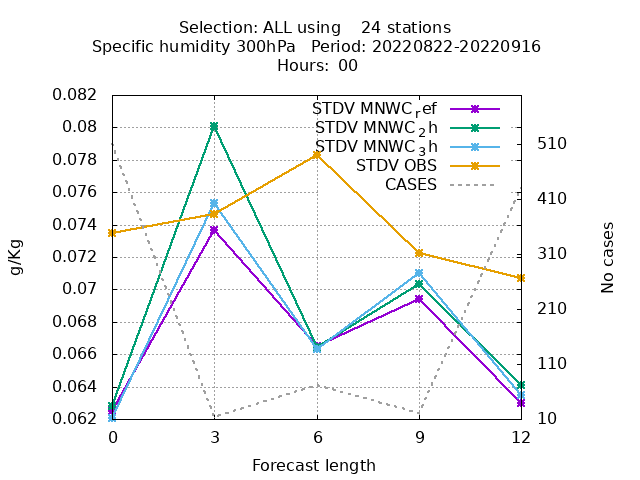 Selection: ALL using    24 stations
Specific humidity 300hPa   Period: 20220822-20220916
Hours: 00
STDV MNWCref
STDV MNWC2h
STDV MNWC3h
STDV OBS
CASES
0.082
0.08
0.078
0.076
0.074
0.072
0.07
0.068
0.066
0.064
0.062
g/Kg
510
410
310
210
110
10
No cases
0 3 6 9 12
Forecast length